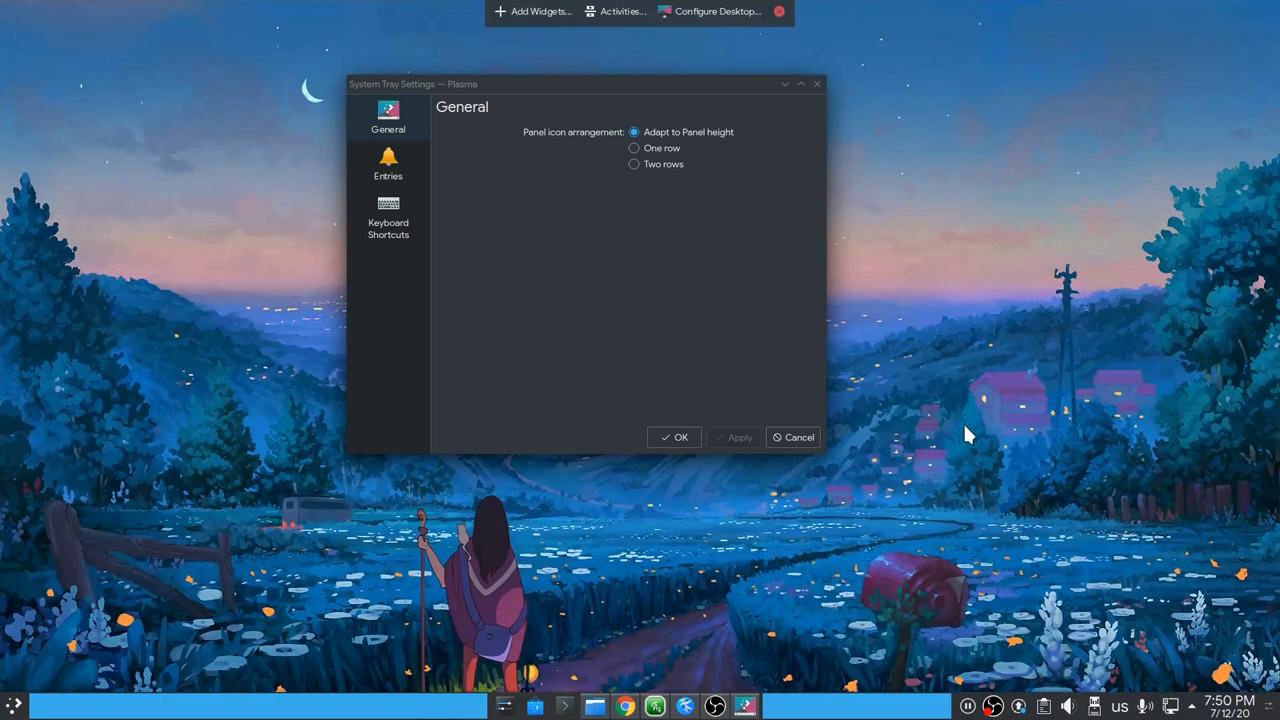 Add Widgets... Activities... Configure Desktop...
System Tray Settings — Plasma
General
General
Panel icon arrangement: Adapt to Panel height
One row
Two rows
Entries
Keyboard
Shortcuts
OK Apply Cancel
US 7:50 PM
7/12/20